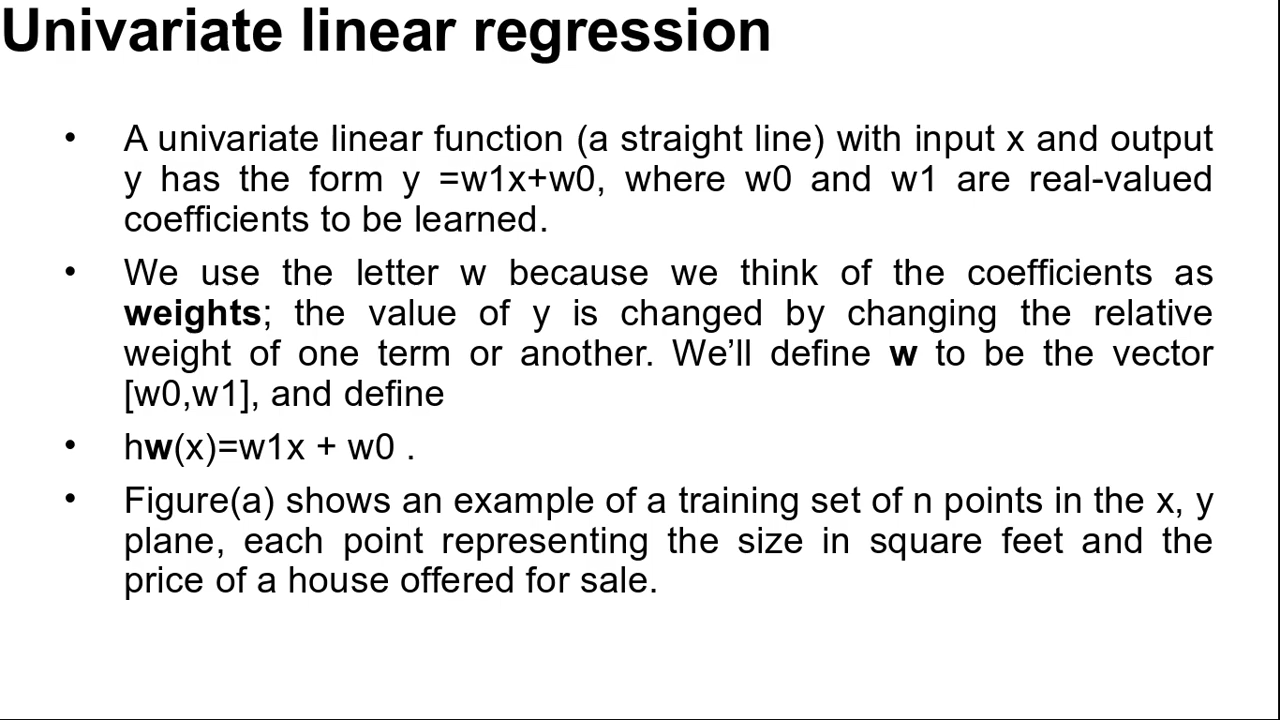 Univariate linear regression
• A univariate linear function (a straight line) with input x and output
y has the form y =w1x+w0, where w0 and w1 are real-valued
coefficients to be learned.
• We use the letter w because we think of the coefficients as
weights; the value of y is changed by changing the relative
weight of one term or another. We’ll define w to be the vector
[w0,w1], and define
• hw(x)=w1x + w0 .
• Figure(a) shows an example of a training set of n points in the x, y
plane, each point representing the size in square feet and the
price of a house offered for sale.